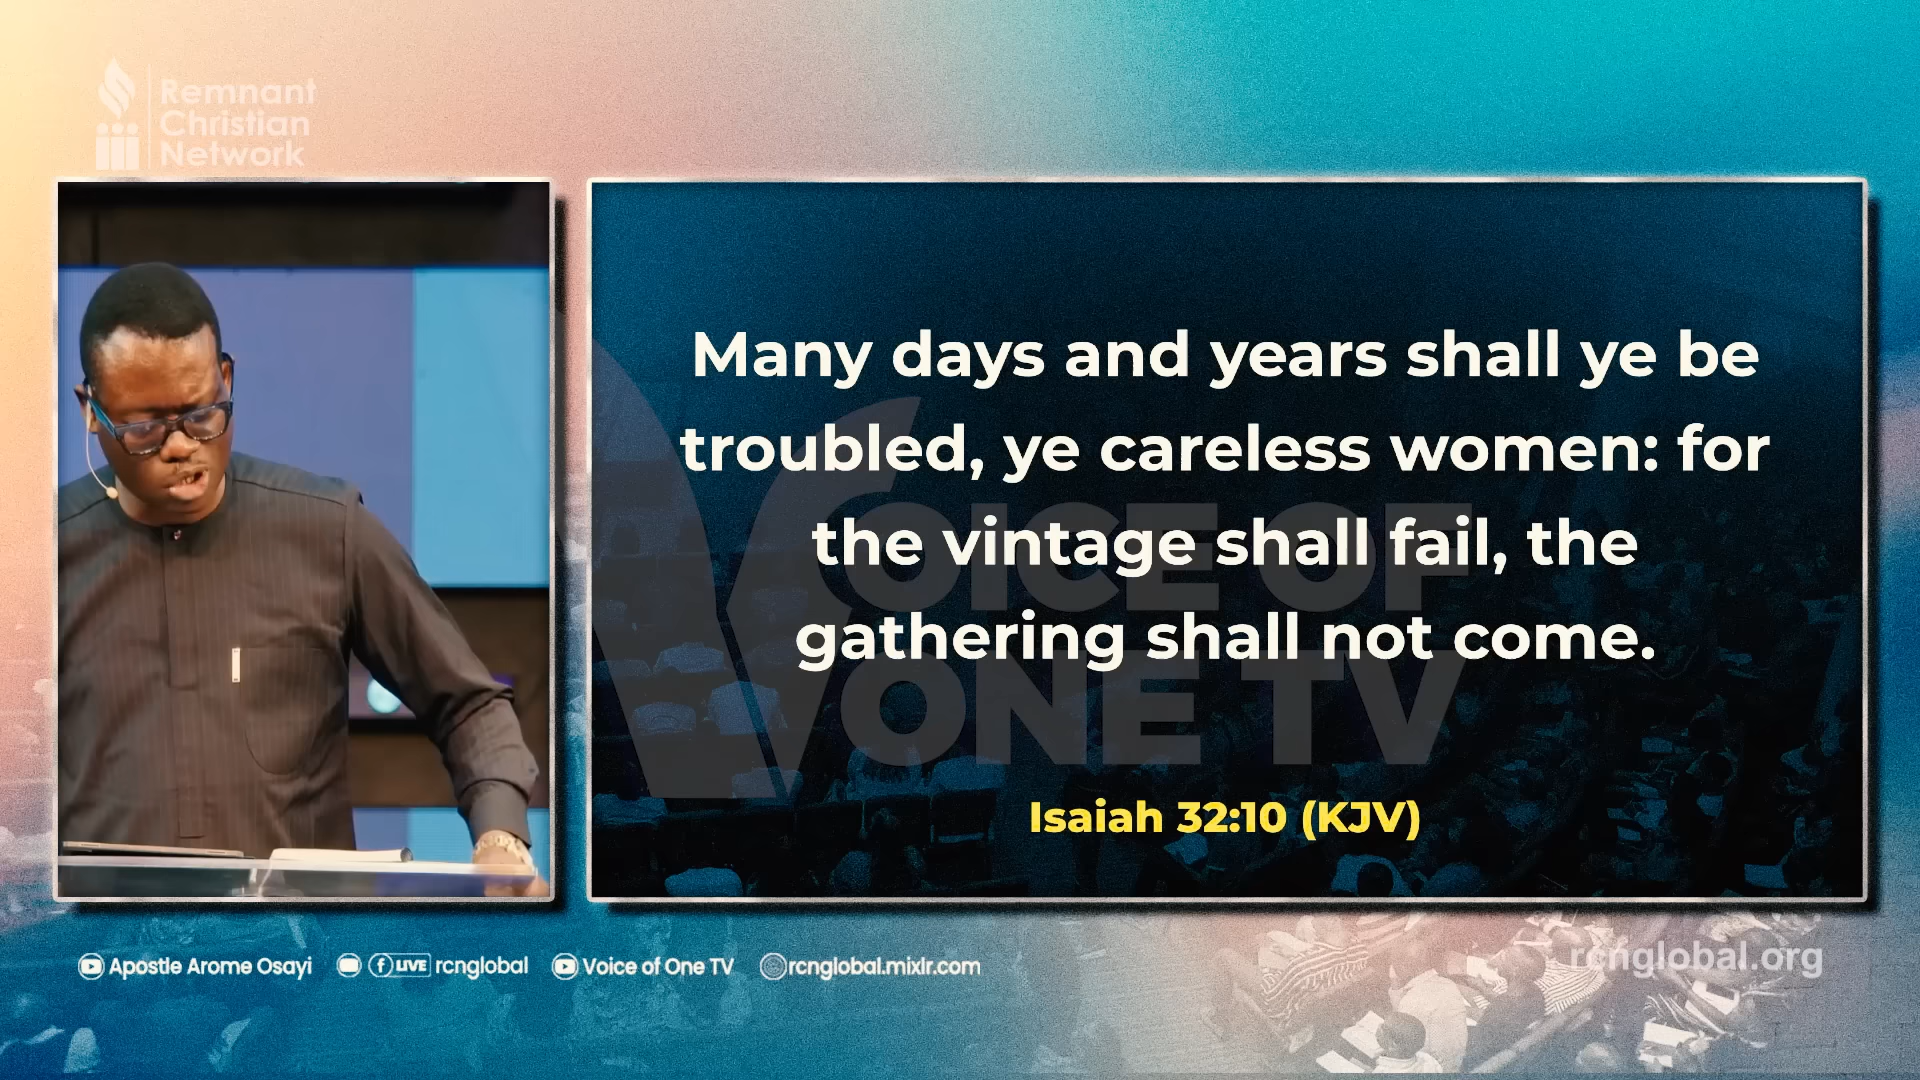 Remnant
Christian
Network
Many days and years shall ye be
troubled, ye careless women: for
the vintage shall fail, the
gathering shall not come.
VOICE OF
ONE TV
Isaiah 32:10 (KJV)
Apostle Arome Osayi
LIVE rcnglobal
Voice of One TV
rcnglobal.mixlr.com
rcnglobal.org